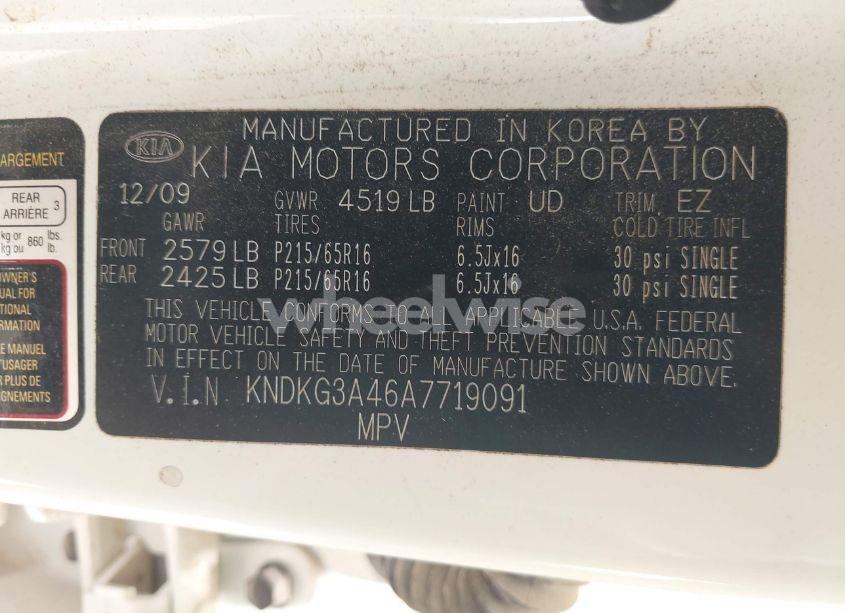 ARGEMENT
REAR
ARRIÈRE 3
kg or 860 lbs.
kg ou lb.
OWNER'S
UAL FOR
TIONAL
RMATION
E MANUEL
'USAGER
R PLUS DE
IGNEMENTS
MANUFACTURED IN KOREA BY
KIA KIA MOTORS CORPORATION
12/09 GVWR 4519 LB PAINT UD TRIM EZ
GAWR TIRES RIMS COLD TIRE INFL
FRONT 2579 LB P215/65R16 6.5Jx16 30 psi SINGLE
REAR 2425 LB P215/65R16 6.5Jx16 30 psi SINGLE
THIS VEHICLE CONFORMS TO ALL APPLICABLE U.S.A. FEDERAL
MOTOR VEHICLE SAFETY AND THEFT PREVENTION STANDARDS
IN EFFECT ON THE DATE OF MANUFACTURE SHOWN ABOVE.
V.I.N KNDKG3A46A7719091
MPV
wheelwise